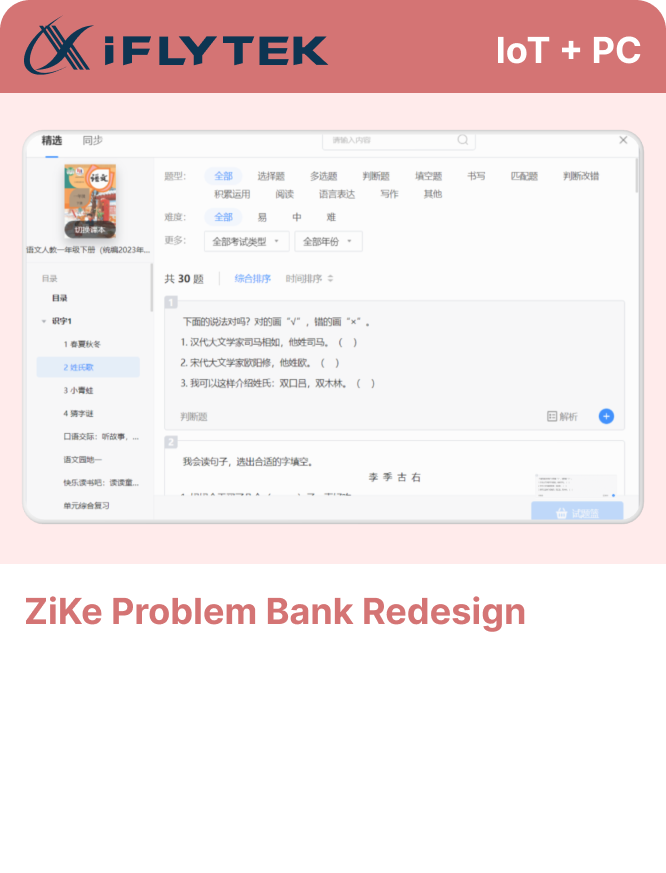 iFLYTEK
IoT + PC
精选 同步
请输入内容
语文
切换课本
语文人教一年级下册（统编2023年...
目录
目录
识字1
1 春夏秋冬
2 姓氏歌
3 小青蛙
4 猜字谜
口语交际：听故事，...
语文园地一
快乐读书吧：读读童...
单元综合复习
题型： 全部 选择题 多选题 判断题 填空题 书写 匹配题 判断改错
积累运用 阅读 语言表达 写作 其他
难度： 全部 易 中 难
更多： 全部考试类型 全部年份
共 30 题 综合排序 时间排序
1
下面的说法对吗？对的画“√”，错的画“×”。
1. 汉代大文学家司马相如，他姓司马。（ ）
2. 宋代大文学家欧阳修，他姓欧。（ ）
3. 我可以这样介绍姓氏：双口吕，双木林。（ ）
判断题 解析
2
我会读句子，选出合适的字填空。
李 季 古 右
试题篮
ZiKe Problem Bank Redesign